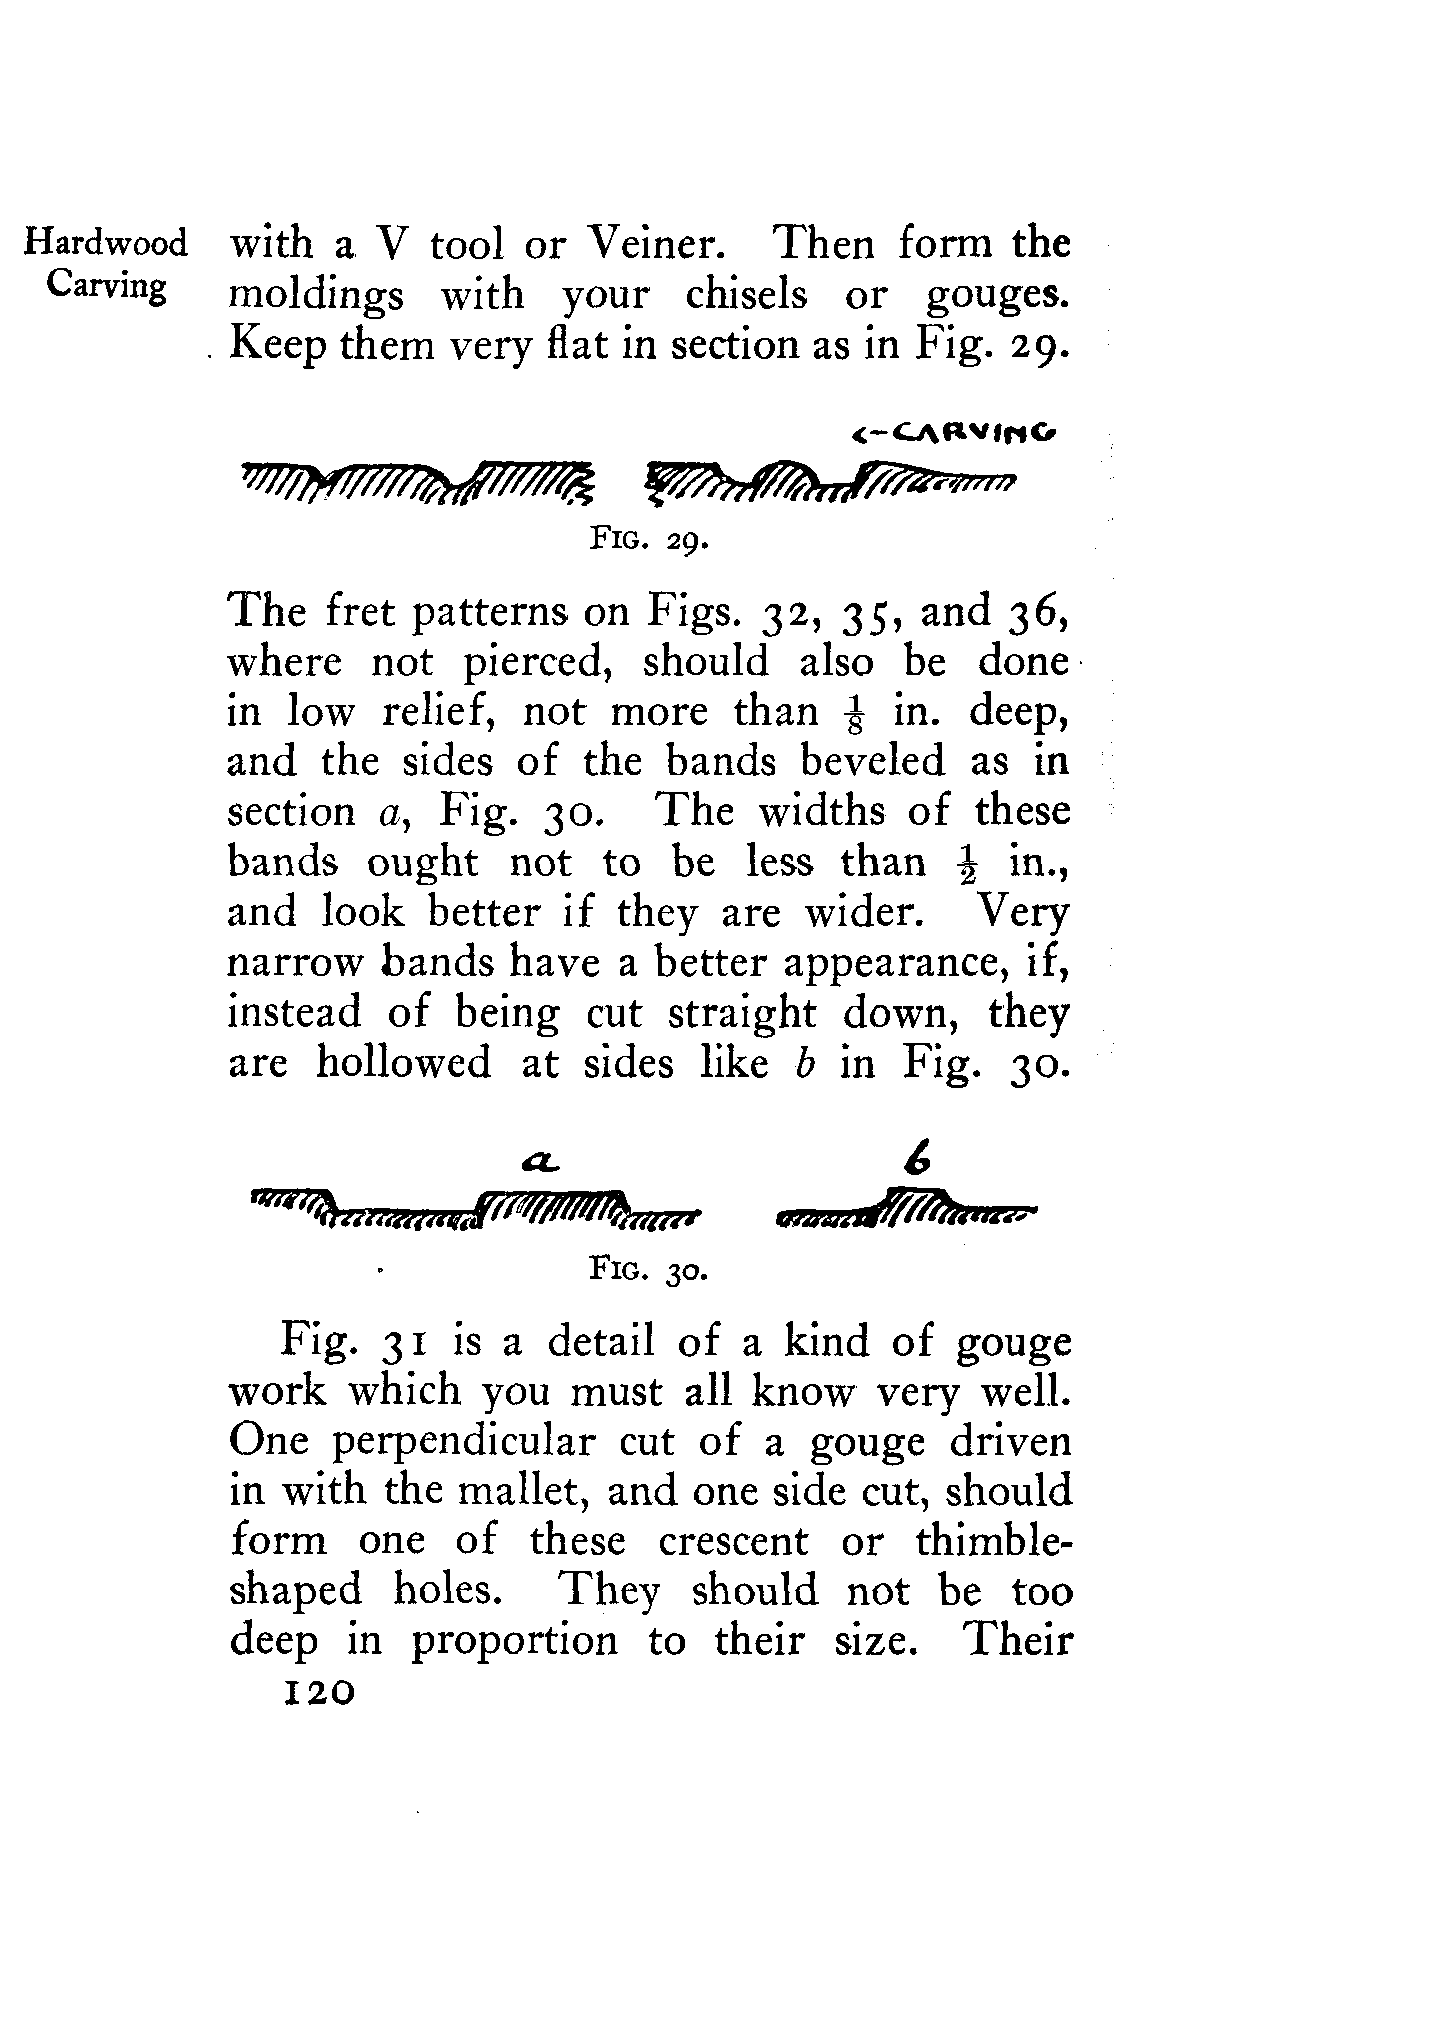 Hardwood
Carving
with a V tool or Veiner. Then form the
moldings with your chisels or gouges.
Keep them very flat in section as in Fig. 29.
<-CARVING
FIG. 29.
The fret patterns on Figs. 32, 35, and 36,
where not pierced, should also be done
in low relief, not more than ⅛ in. deep,
and the sides of the bands beveled as in
section a, Fig. 30. The widths of these
bands ought not to be less than ½ in.,
and look better if they are wider. Very
narrow bands have a better appearance, if,
instead of being cut straight down, they
are hollowed at sides like b in Fig. 30.
a b
FIG. 30.
Fig. 31 is a detail of a kind of gouge
work which you must all know very well.
One perpendicular cut of a gouge driven
in with the mallet, and one side cut, should
form one of these crescent or thimble-
shaped holes. They should not be too
deep in proportion to their size. Their
120